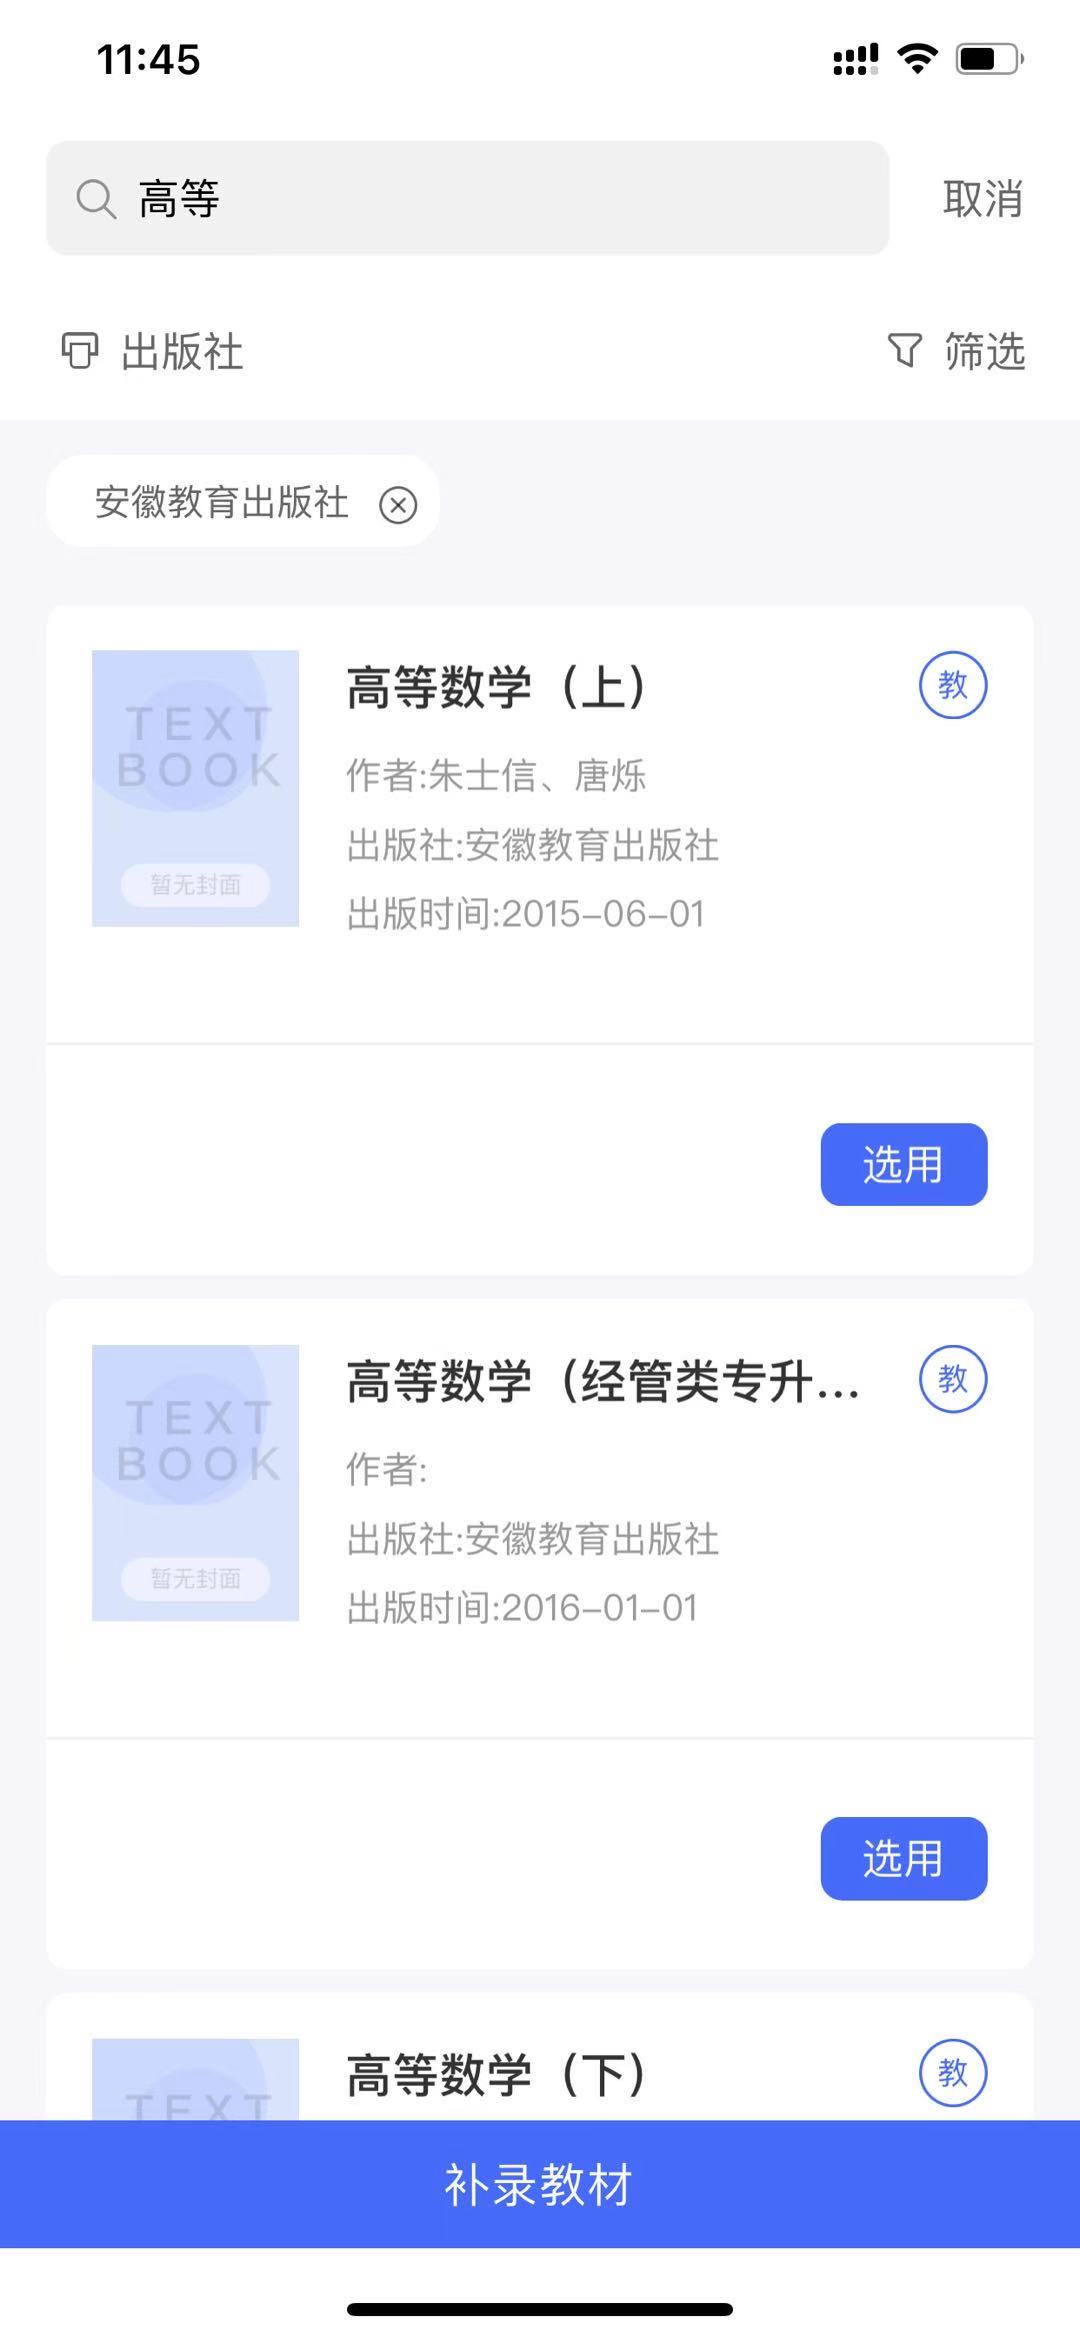 11:45
高等
取消
出版社
筛选
安徽教育出版社
TEXT
BOOK
暂无封面
高等数学（上）
教
作者:朱士信、唐烁
出版社:安徽教育出版社
出版时间:2015-06-01
选用
TEXT
BOOK
暂无封面
高等数学（经管类专升...
教
作者:
出版社:安徽教育出版社
出版时间:2016-01-01
选用
TEXT
高等数学（下）
教
补录教材